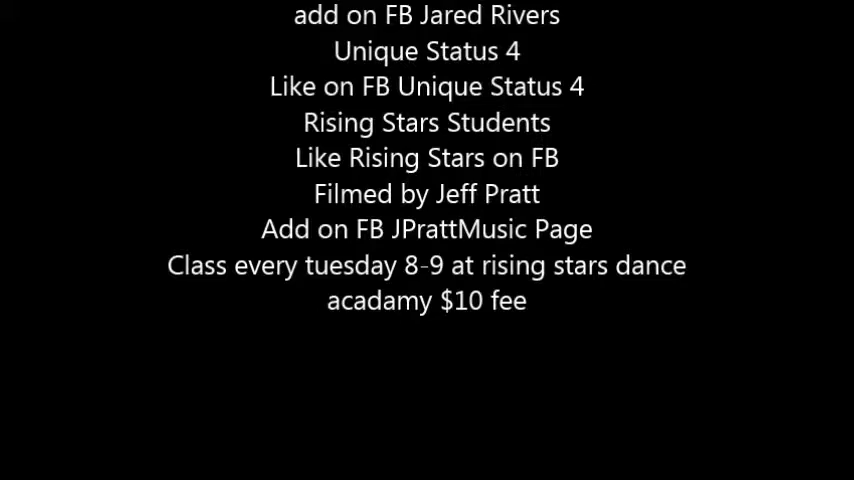 add on FB Jared Rivers
Unique Status 4
Like on FB Unique Status 4
Rising Stars Students
Like Rising Stars on FB
Filmed by Jeff Pratt
Add on FB JPrattMusic Page
Class every tuesday 8-9 at rising stars dance
acadamy $10 fee